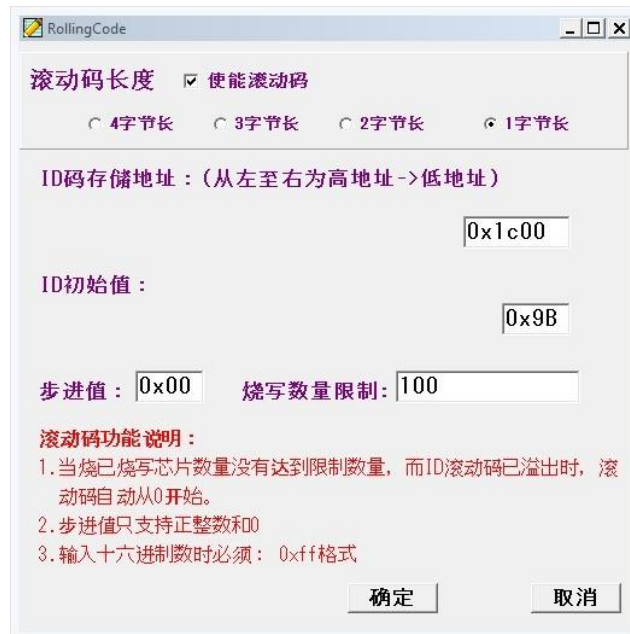 RollingCode
滚动码长度 使能滚动码
4字节长 3字节长 2字节长 1字节长
ID码存储地址：(从左至右为高地址->低地址)
0x1c00
ID初始值：
0x9B
步进值： 0x00 烧写数量限制: 100
滚动码功能说明：
1.当烧已烧写芯片数量没有达到限制数量，而ID滚动码已溢出时，滚
动码自动从0开始。
2.步进值只支持正整数和0
3.输入十六进制数时必须： 0xff格式
确定 取消